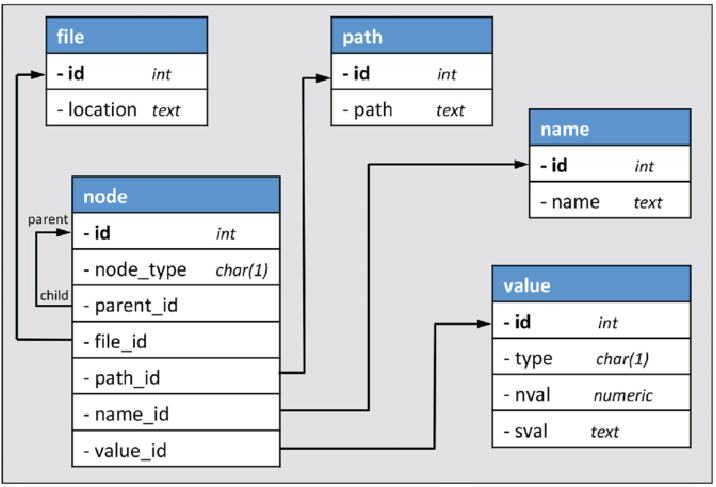 file
- id int
- location text
path
- id int
- path text
name
- id int
- name text
node
- id int
- node_type char(1)
- parent_id
- file_id
- path_id
- name_id
- value_id
parent
child
value
- id int
- type char(1)
- nval numeric
- sval text